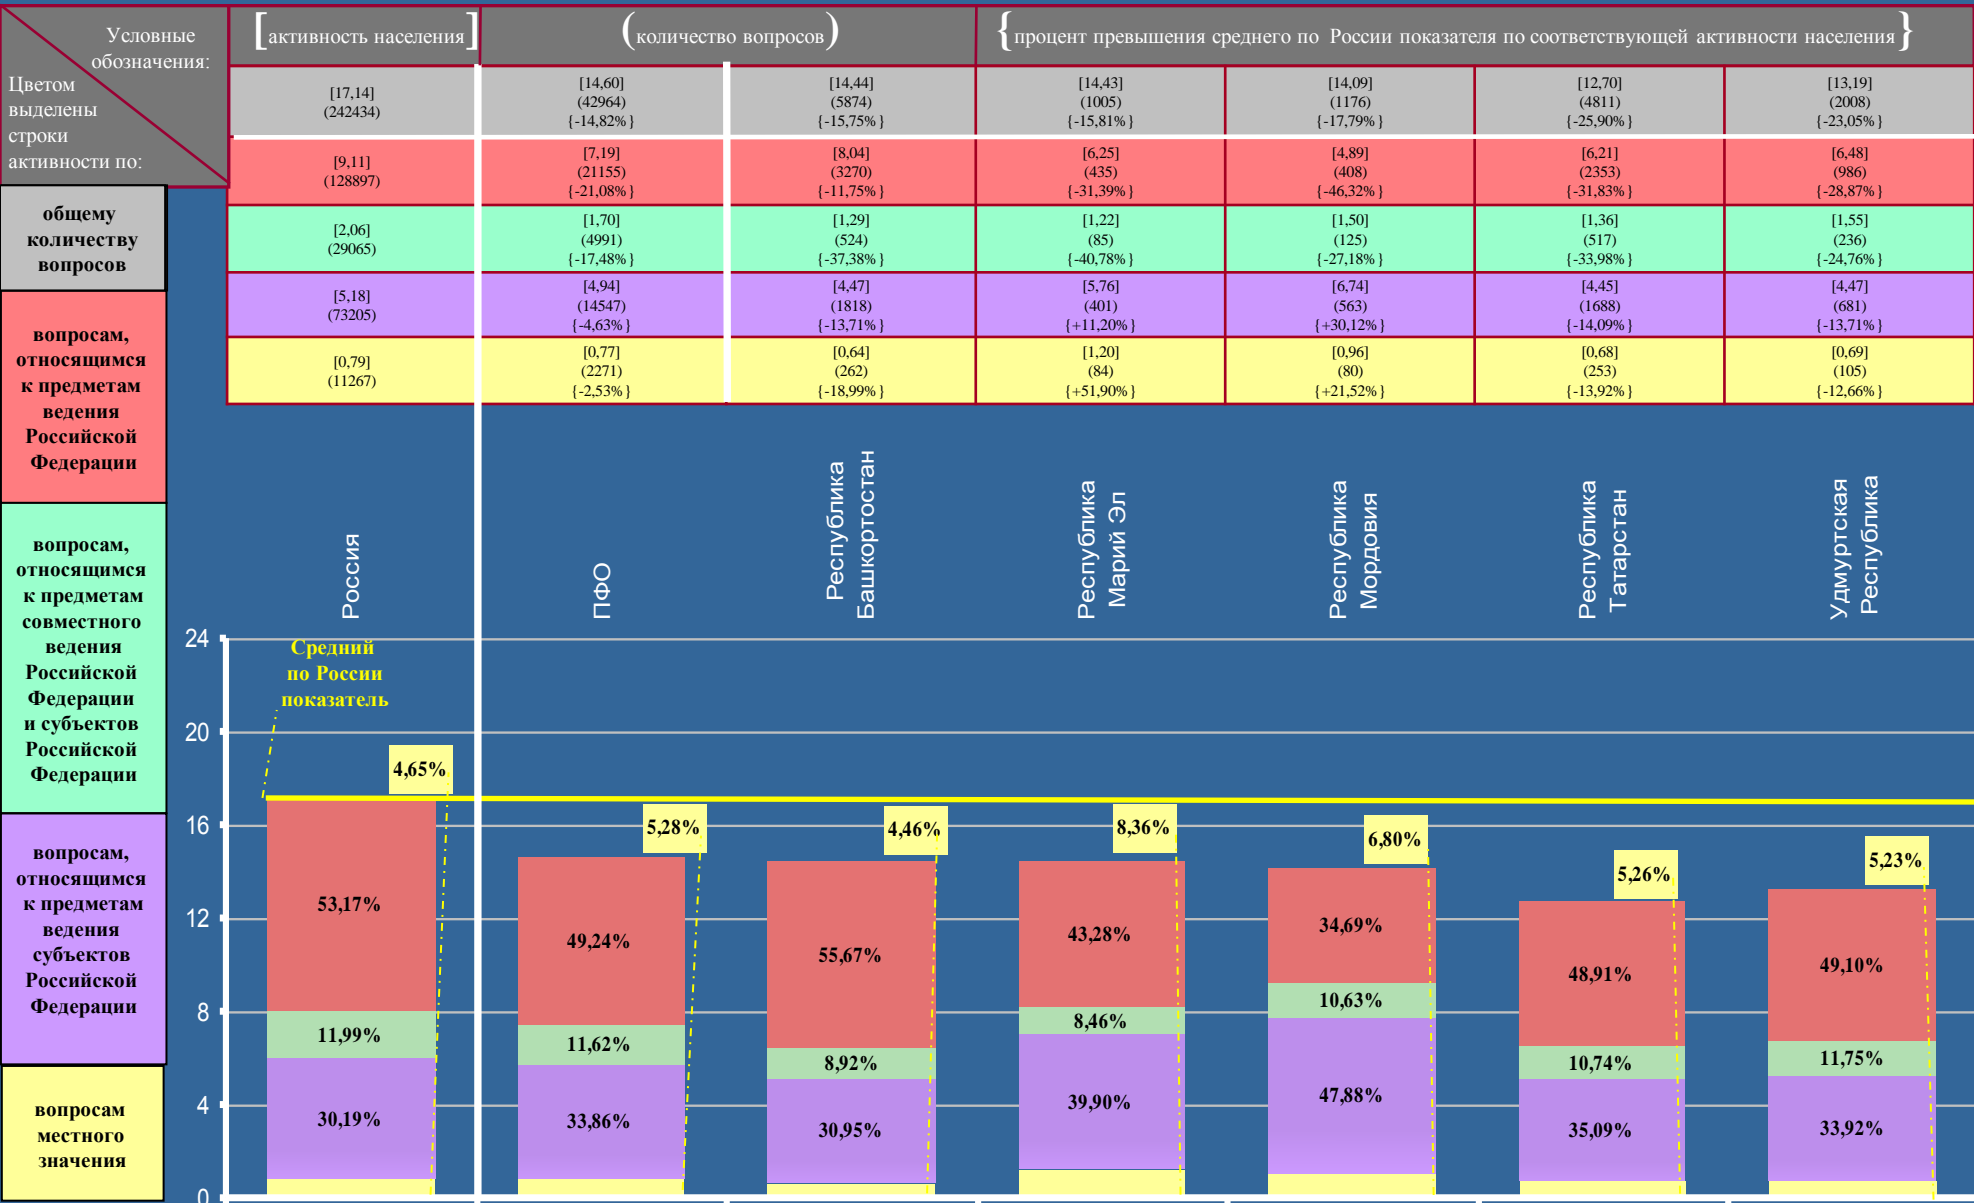 Условные
обозначения:
Цветом
выделены
строки
активности по:
[активность населения]
(количество вопросов)
{процент превышения среднего по России показателя по соответствующей активности населения}
[17,14]
(242434)
[14,60]
(42964)
{-14,82%}
[14,44]
(5874)
{-15,75%}
[14,43]
(1005)
{-15,81%}
[14,09]
(1176)
{-17,79%}
[12,70]
(4811)
{-25,90%}
[13,19]
(2008)
{-23,05%}
[9,11]
(128897)
[7,19]
(21155)
{-21,08%}
[8,04]
(3270)
{-11,75%}
[6,25]
(435)
{-31,39%}
[4,89]
(408)
{-46,32%}
[6,21]
(2353)
{-31,83%}
[6,48]
(986)
{-28,87%}
[2,06]
(29065)
[1,70]
(4991)
{-17,48%}
[1,29]
(524)
{-37,38%}
[1,22]
(85)
{-40,78%}
[1,50]
(125)
{-27,18%}
[1,36]
(517)
{-33,98%}
[1,55]
(236)
{-24,76%}
[5,18]
(73205)
[4,94]
(14547)
{-4,63%}
[4,47]
(1818)
{-13,71%}
[5,76]
(401)
{+11,20%}
[6,74]
(563)
{+30,12%}
[4,45]
(1688)
{-14,09%}
[4,47]
(681)
{-13,71%}
[0,79]
(11267)
[0,77]
(2271)
{-2,53%}
[0,64]
(262)
{-18,99%}
[1,20]
(84)
{+51,90%}
[0,96]
(80)
{+21,52%}
[0,68]
(253)
{-13,92%}
[0,69]
(105)
{-12,66%}
общему
количеству
вопросов
вопросам,
относящимся
к предметам
ведения
Российской
Федерации
вопросам,
относящимся
к предметам
совместного
ведения
Российской
Федерации
и субъектов
Российской
Федерации
вопросам,
относящимся
к предметам
ведения
субъектов
Российской
Федерации
вопросам
местного
значения
Россия
ПФО
Республика
Башкортостан
Республика
Марий Эл
Республика
Мордовия
Республика
Татарстан
Удмуртская
Республика
Средний
по России
показатель
24
20
16
12
8
4
0
4,65%
53,17%
11,99%
30,19%
5,28%
49,24%
11,62%
33,86%
4,46%
55,67%
8,92%
30,95%
8,36%
43,28%
8,46%
39,90%
6,80%
34,69%
10,63%
47,88%
5,26%
48,91%
10,74%
35,09%
5,23%
49,10%
11,75%
33,92%